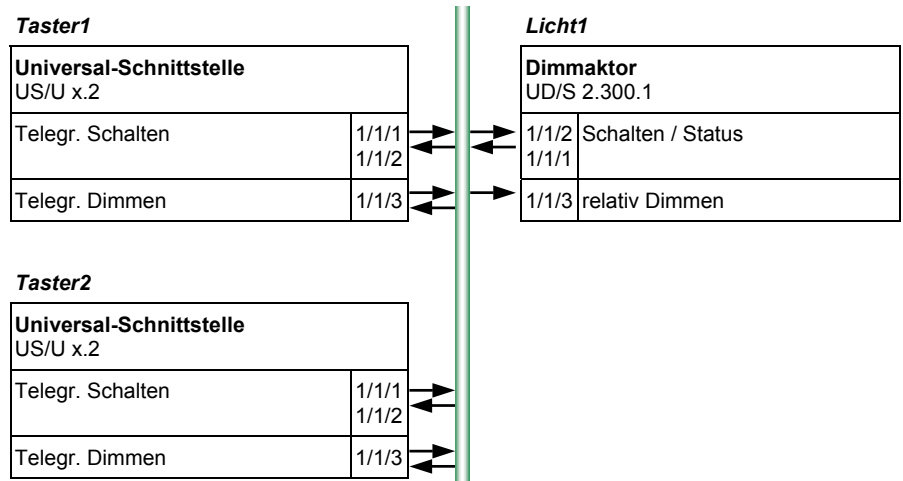 Taster1
Universal-Schnittstelle
US/U x.2
Telegr. Schalten 1/1/1
1/1/2
Telegr. Dimmen 1/1/3
Licht1
Dimmaktor
UD/S 2.300.1
1/1/2 Schalten / Status
1/1/1
1/1/3 relativ Dimmen
Taster2
Universal-Schnittstelle
US/U x.2
Telegr. Schalten 1/1/1
1/1/2
Telegr. Dimmen 1/1/3